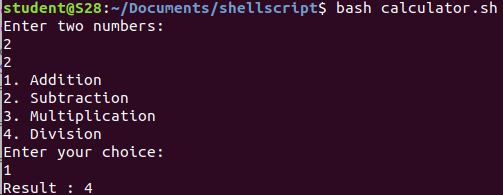 student@S28:~/Documents/shellscript$ bash calculator.sh
Enter two numbers:
2
2
1. Addition
2. Subtraction
3. Multiplication
4. Division
Enter your choice:
1
Result : 4